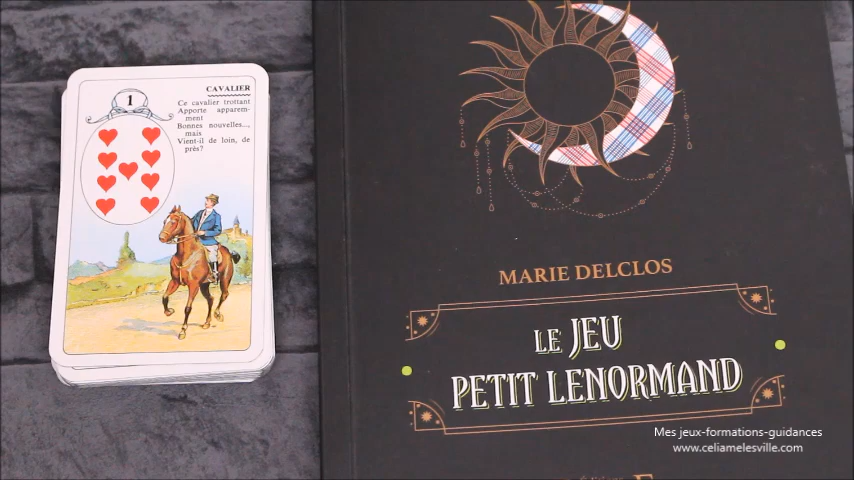 1
CAVALIER
Ce cavalier trottant
Apporte apparem-
ment
Bonnes nouvelles...,
mais
Vient-il de loin, de
près?
MARIE DELCLOS
LE JEU
PETIT LENORMAND
Mes jeux-formations-guidances
www.celiamelesville.com